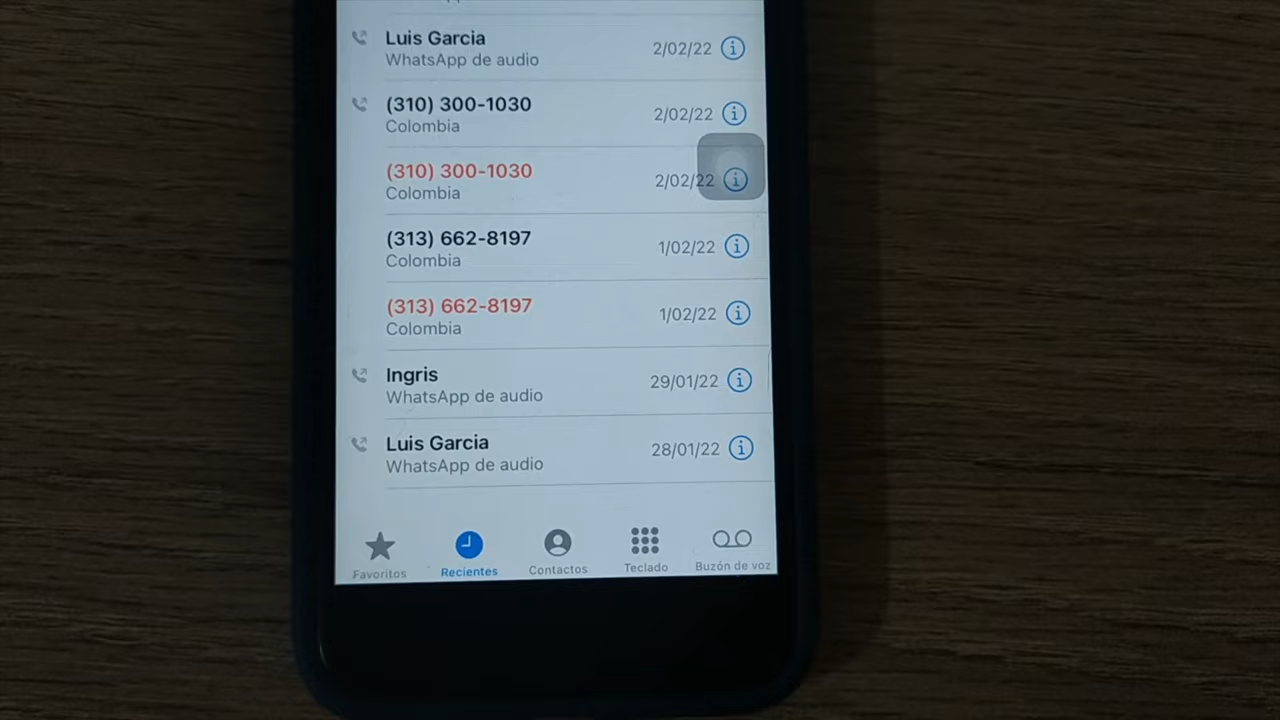 Luis Garcia
WhatsApp de audio
2/02/22
(310) 300-1030
Colombia
2/02/22
(310) 300-1030
Colombia
2/02/22
(313) 662-8197
Colombia
1/02/22
(313) 662-8197
Colombia
1/02/22
Ingris
WhatsApp de audio
29/01/22
Luis Garcia
WhatsApp de audio
28/01/22
Favoritos
Recientes
Contactos
Teclado
Buzón de voz